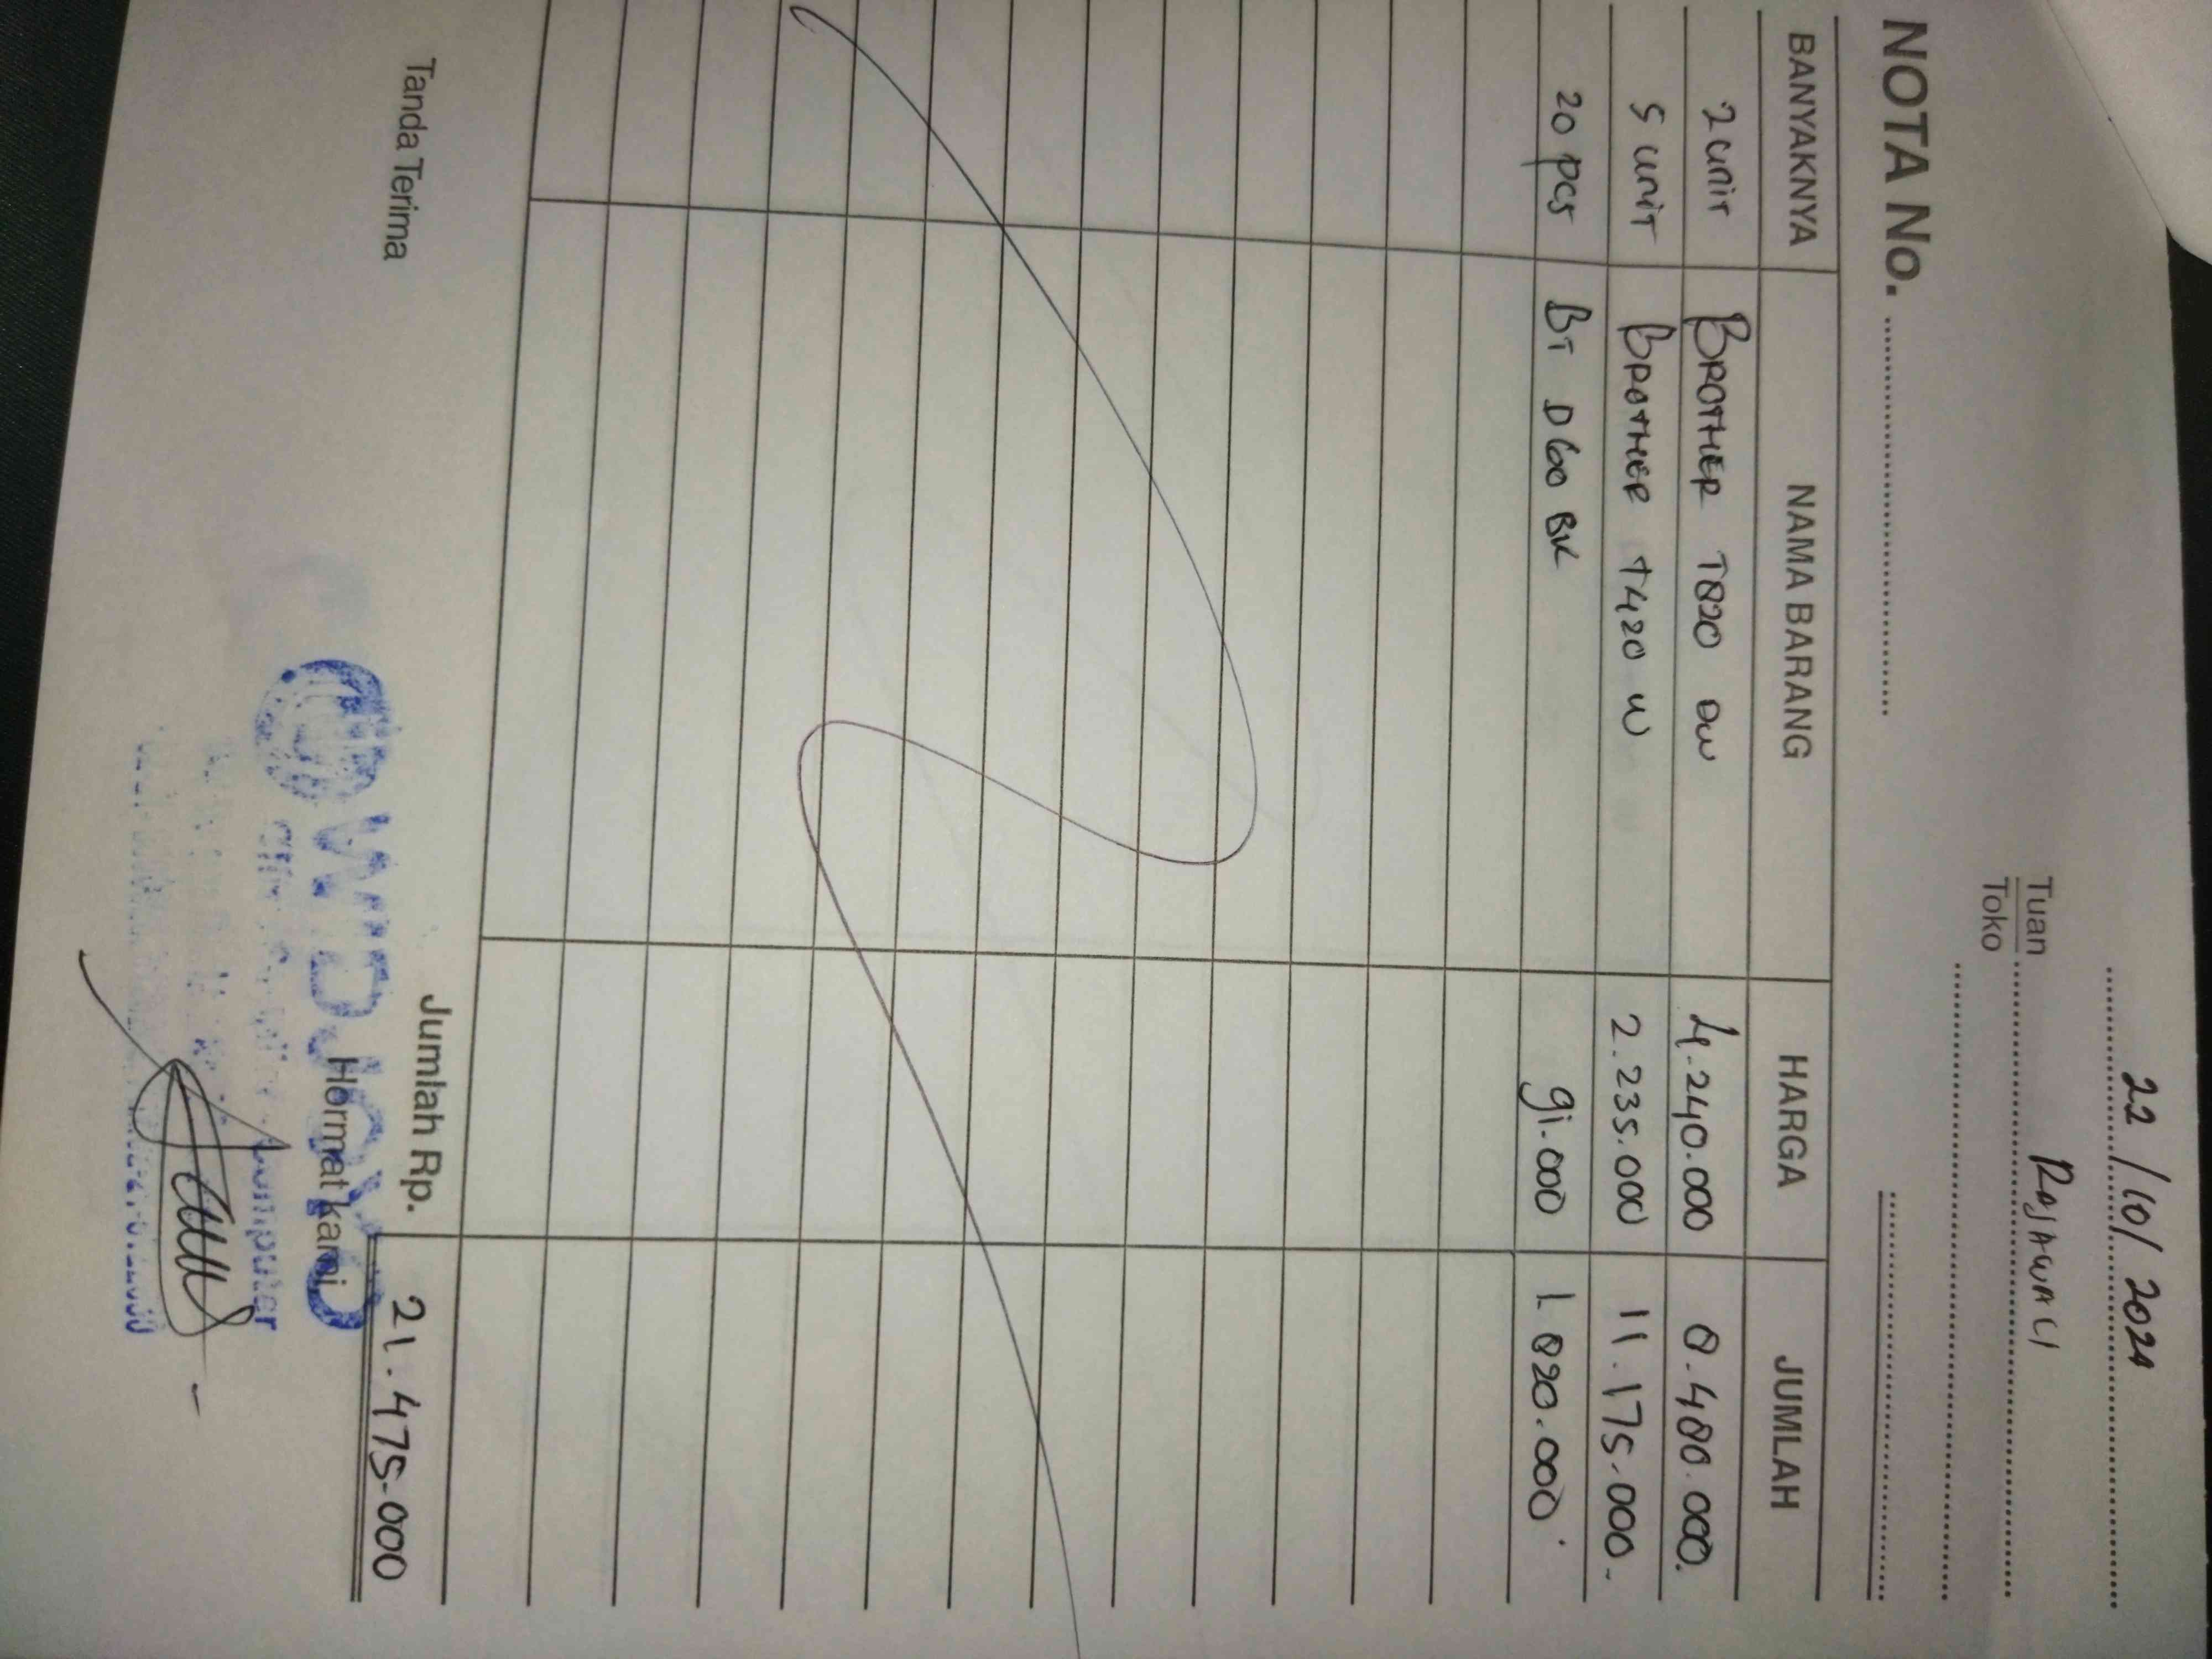 22/10/2024
Tuan Rajawali
Toko
NOTA No.
BANYAKNYA NAMA BARANG HARGA JUMLAH
2 unit BROTHER T820 DW 4.240.000 8.480.000.
5 unit BROTHER T420 W 2.235.000 11.175.000.-
20 pcs BT D60 BK 91.000 1.820.000
Jumlah Rp. 21.475.000
Tanda Terima Hormat kami,
WIDJOYO
Computer